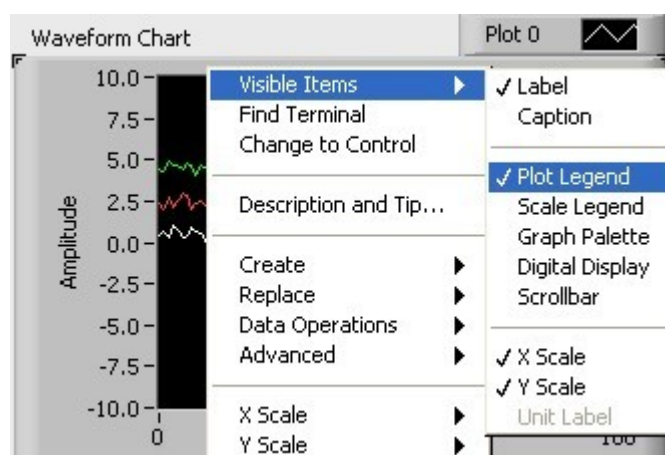 Waveform Chart
Plot 0
10.0
7.5
5.0
2.5
0.0
-2.5
-5.0
-7.5
-10.0
Amplitude
0
100
Visible Items
Find Terminal
Change to Control
Description and Tip...
Create
Replace
Data Operations
Advanced
X Scale
Y Scale
Label
Caption
Plot Legend
Scale Legend
Graph Palette
Digital Display
Scrollbar
X Scale
Y Scale
Unit Label